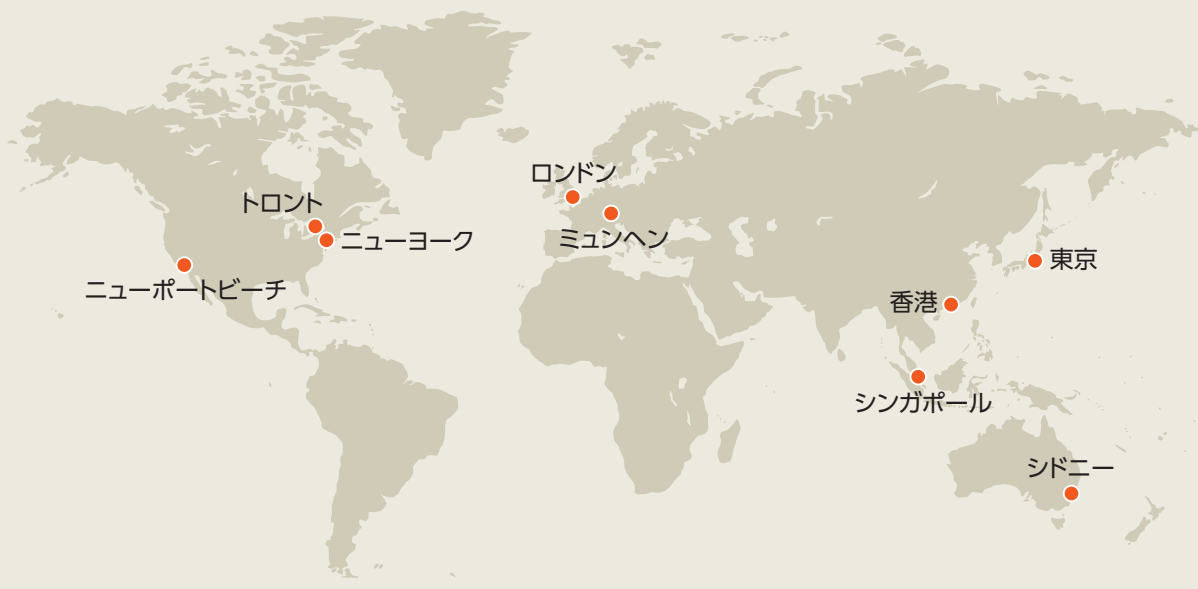 ロンドン
トロント
ニューヨーク
ミュンヘン
東京
ニューポートビーチ
香港
シンガポール
シドニー